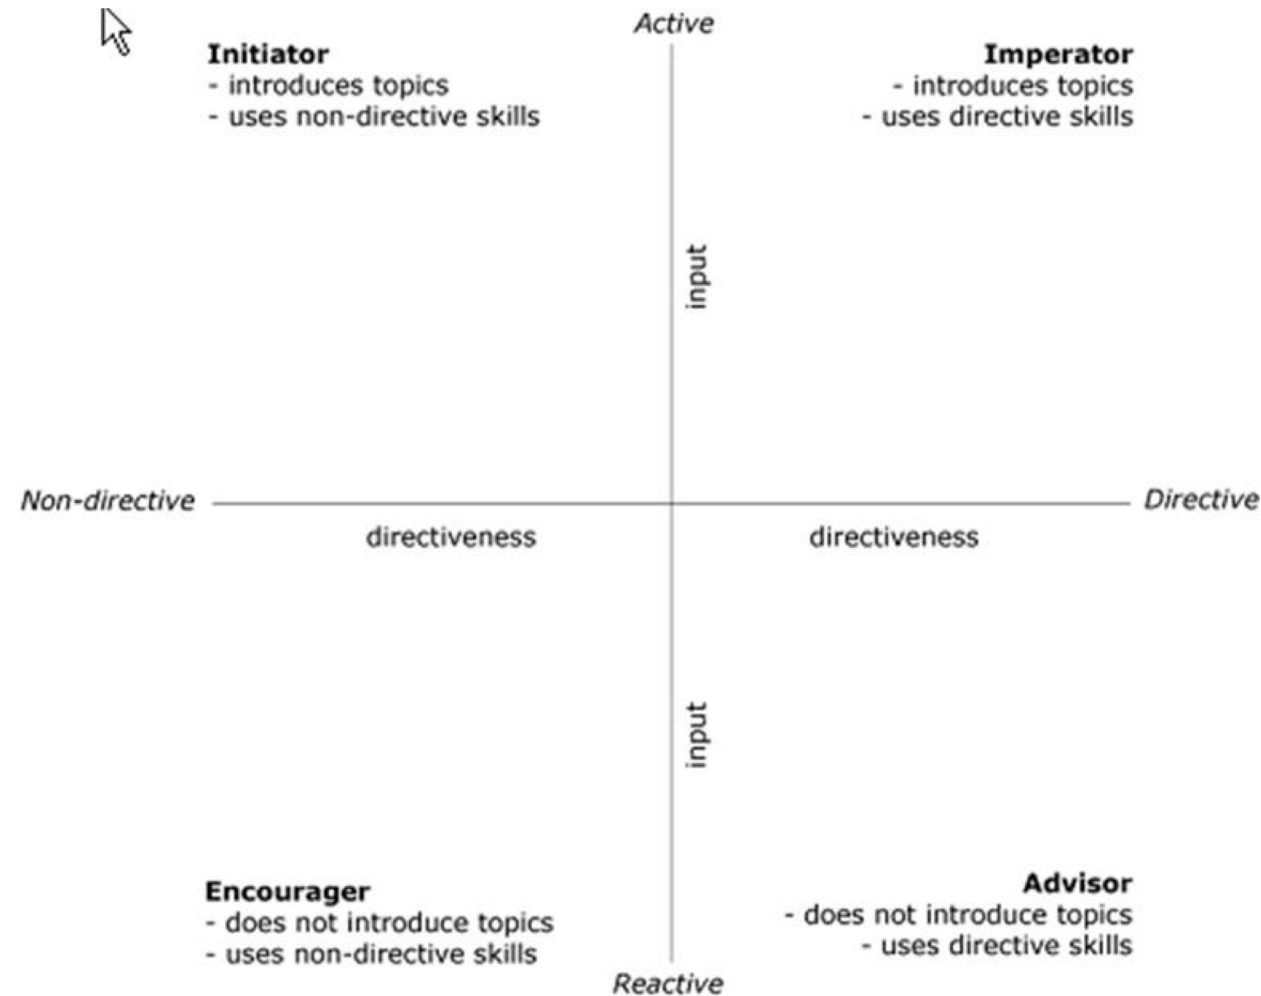 Active
Initiator
- introduces topics
- uses non-directive skills
Imperator
- introduces topics
- uses directive skills
input
Non-directive
Directive
directiveness
directiveness
input
Encourager
- does not introduce topics
- uses non-directive skills
Advisor
- does not introduce topics
- uses directive skills
Reactive